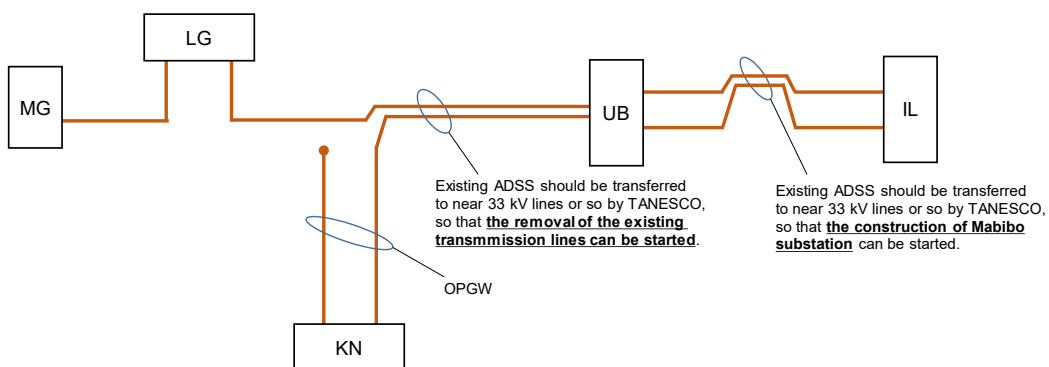 LG
MG
UB
IL
Existing ADSS should be transferred
to near 33 kV lines or so by TANESCO,
so that the removal of the existing
transmmission lines can be started.
Existing ADSS should be transferred
to near 33 kV lines or so by TANESCO,
so that the construction of Mabibo
substation can be started.
OPGW
KN